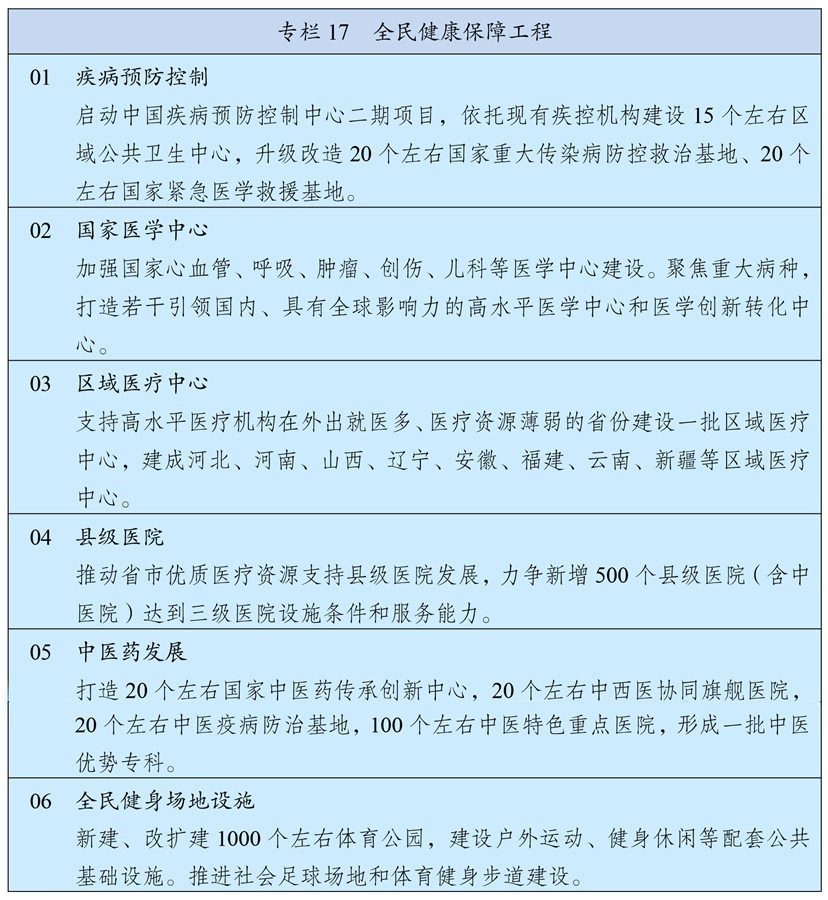 专栏 17 全民健康保障工程
01 疾病预防控制
启动中国疾病预防控制中心二期项目，依托现有疾控机构建设 15 个左右区
域公共卫生中心，升级改造 20 个左右国家重大传染病防控救治基地、20 个
左右国家紧急医学救援基地。
02 国家医学中心
加强国家心血管、呼吸、肿瘤、创伤、儿科等医学中心建设。聚焦重大病种，
打造若干引领国内、具有全球影响力的高水平医学中心和医学创新转化中
心。
03 区域医疗中心
支持高水平医疗机构在外出就医多、医疗资源薄弱的省份建设一批区域医疗
中心，建成河北、河南、山西、辽宁、安徽、福建、云南、新疆等区域医疗
中心。
04 县级医院
推动省市优质医疗资源支持县级医院发展，力争新增 500 个县级医院（含中
医院）达到三级医院设施条件和服务能力。
05 中医药发展
打造 20 个左右国家中医药传承创新中心，20 个左右中西医协同旗舰医院，
20 个左右中医疫病防治基地，100 个左右中医特色重点医院，形成一批中医
优势专科。
06 全民健身场地设施
新建、改扩建 1000 个左右体育公园，建设户外运动、健身休闲等配套公共
基础设施。推进社会足球场地和体育健身步道建设。